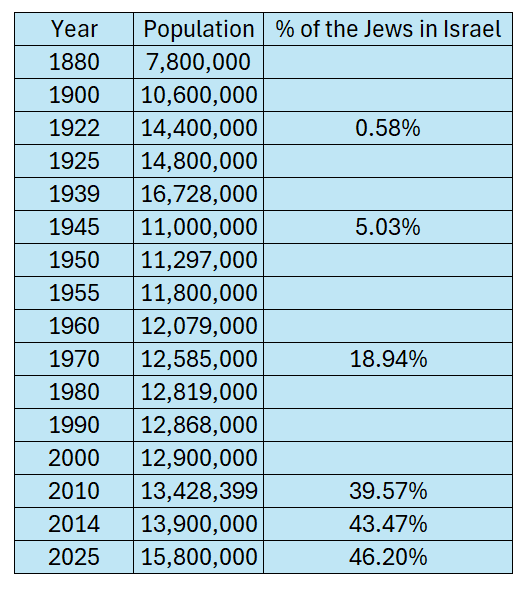 Year Population % of the Jews in Israel
1880 7,800,000
1900 10,600,000
1922 14,400,000 0.58%
1925 14,800,000
1939 16,728,000
1945 11,000,000 5.03%
1950 11,297,000
1955 11,800,000
1960 12,079,000
1970 12,585,000 18.94%
1980 12,819,000
1990 12,868,000
2000 12,900,000
2010 13,428,399 39.57%
2014 13,900,000 43.47%
2025 15,800,000 46.20%